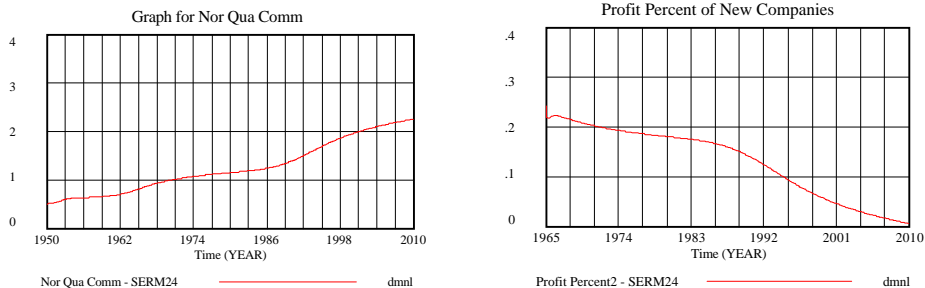 Graph for Nor Qua Comm
4
3
2
1
0
1950 1962 1974 1986 1998 2010
Time (YEAR)
Nor Qua Comm - SERM24 dmnl
Profit Percent of New Companies
.4
.3
.2
.1
0
1965 1974 1983 1992 2001 2010
Time (YEAR)
Profit Percent2 - SERM24 dmnl